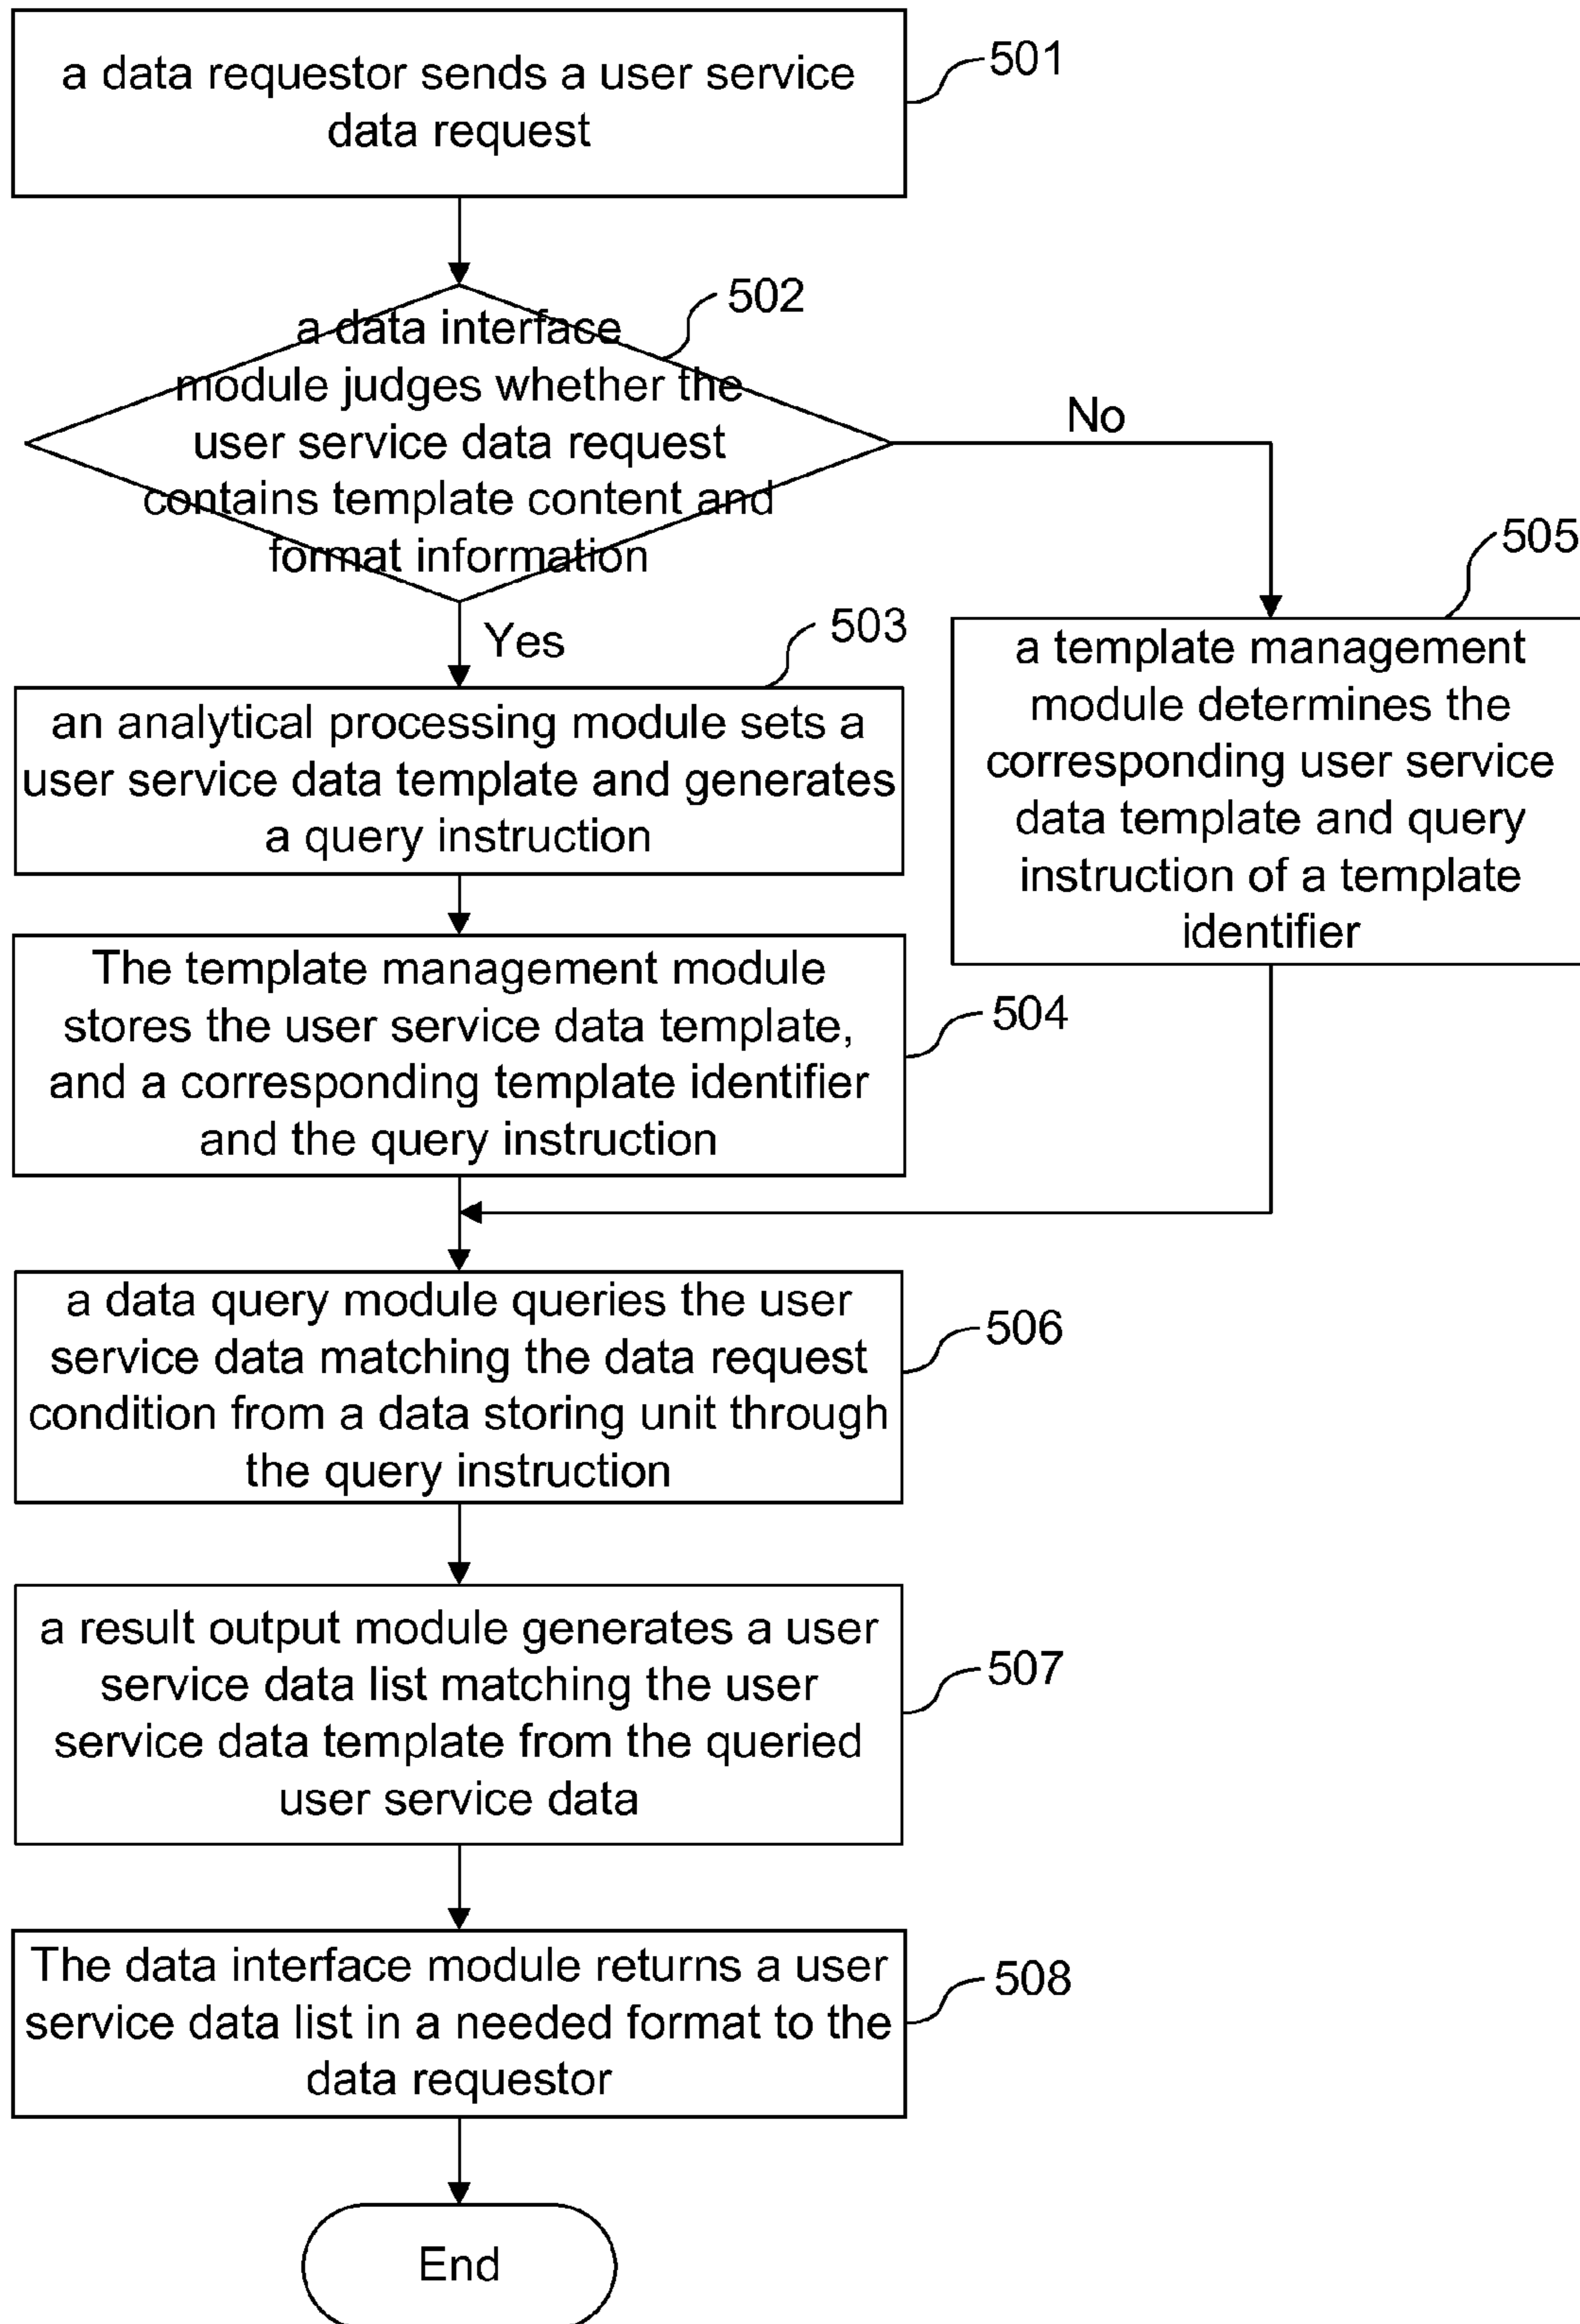 a data requestor sends a user service
data request
501
a data interface
module judges whether the
user service data request
contains template content and
format information
502
No
Yes
an analytical processing module sets a
user service data template and generates
a query instruction
503
The template management module
stores the user service data template,
and a corresponding template identifier
and the query instruction
504
a template management
module determines the
corresponding user service
data template and query
instruction of a template
identifier
505
a data query module queries the user
service data matching the data request
condition from a data storing unit through
the query instruction
506
a result output module generates a user
service data list matching the user
service data template from the queried
user service data
507
The data interface module returns a user
service data list in a needed format to the
data requestor
508
End